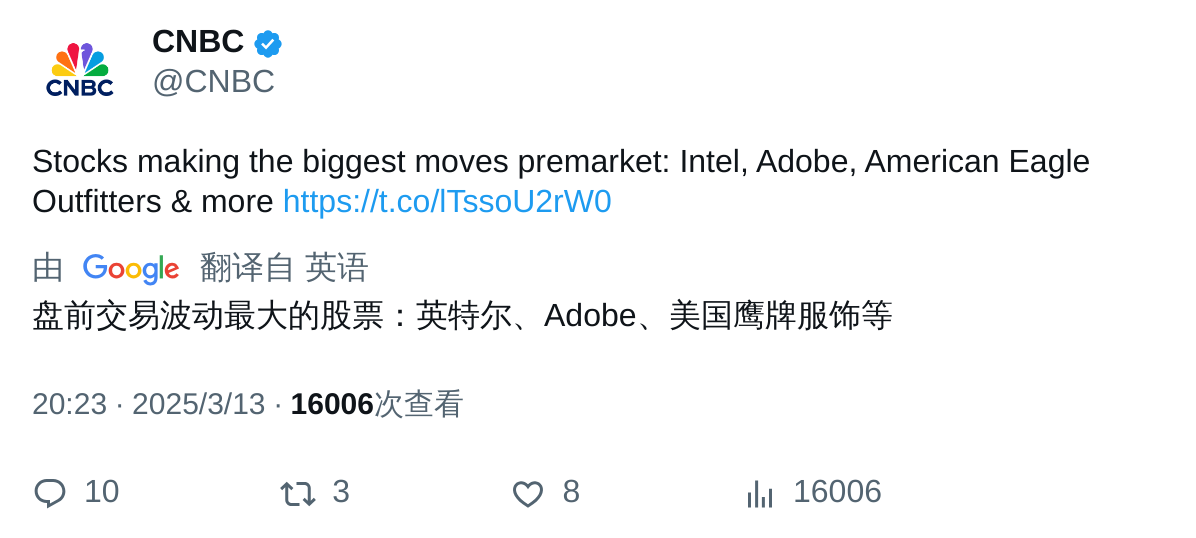 CNBC
CNBC
@CNBC
Stocks making the biggest moves premarket: Intel, Adobe, American Eagle
Outfitters & more https://t.co/lTssoU2rW0
由 Google 翻译自 英语
盘前交易波动最大的股票：英特尔、Adobe、美国鹰牌服饰等
20:23 · 2025/3/13 · 16006次查看
10 3 8 16006